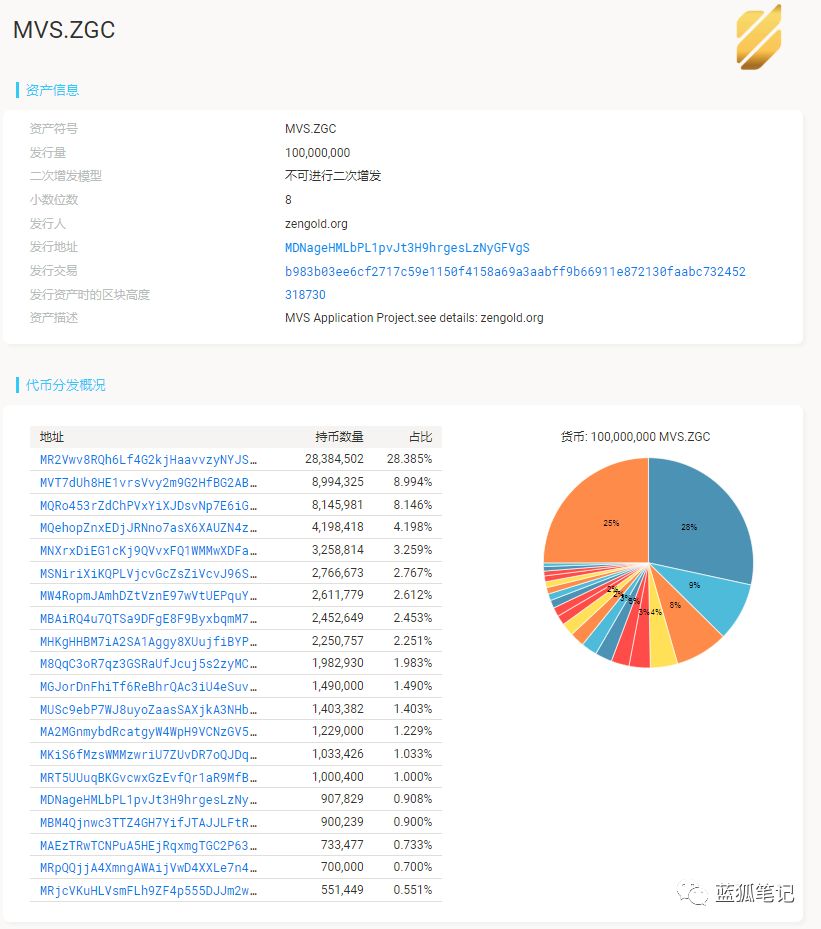 MVS.ZGC
资产信息
资产符号 MVS.ZGC
发行量 100,000,000
二次增发模型 不可进行二次增发
小数位数 8
发行人 zengold.org
发行地址 MDNageHMLbPL1pvJt3H9hrgesLzNyGFVgS
发行交易 b983b03ee6cf2717c59e1150f4158a69a3aabff9b66911e872130faabc732452
发行资产时的区块高度 318730
资产描述 MVS Application Project.see details: zengold.org
代币分发概况
地址 持币数量 占比
MR2Vwv8RQh6Lf4G2kjHaavvzyNYJS… 28,384,502 28.385%
MVT7dUh8HE1vrsVvy2m9G2HfBG2AB… 8,994,325 8.994%
MQRo453rZdChPVxYiXJDsvNp7E6iG… 8,145,981 8.146%
MQehopZnxEDjJRNno7asX6XAUZN4z… 4,198,418 4.198%
MNXrxDiEG1cKj9QVvxFQ1WMMwXDFa… 3,258,814 3.259%
MSNiriXiKQPLVjcvGcZsZiVcvJ96S… 2,766,673 2.767%
MW4RopmJAmhDZtVznE97wVtUEPquY… 2,611,779 2.612%
MBAiRQ4u7QTSa9DFgE8F9ByxbqmM7… 2,452,649 2.453%
MHKgHHBM7iA2SA1Aggy8XUujfiBYP… 2,250,757 2.251%
M8QqC3oR7qz3GSRaUfJcuj5s2zyMC… 1,982,930 1.983%
MGJorDnFhiTf6ReBhrQAc3iU4eSuv… 1,490,000 1.490%
MUSc9ebP7WJ8uyoZaasSAXjkA3NHb… 1,403,382 1.403%
MA2MGnmybdRcatgyW4WpH9VCNzGV5… 1,229,000 1.229%
MKiS6fMzsWMMzwriU7ZUvDR7oQJDq… 1,033,426 1.033%
MRT5UUuqBKGvcwxGzEvfQr1aR9MfB… 1,000,400 1.000%
MDNageHMLbPL1pvJt3H9hrgesLzNy… 907,829 0.908%
MBM4Qjnwc3TTZ4GH7YifJTAJJLFtR… 900,239 0.900%
MAEzTRwTCNPuA5HEjRqxmgTGC2P63… 733,477 0.733%
MRpQQjjA4XmngAWAijVwD4XXLe7n4… 700,000 0.700%
MRjcVKuHLVsmFLh9ZF4p555DJJm2w… 551,449 0.551%
货币: 100,000,000 MVS.ZGC
25%
28%
9%
8%
4%
3%
蓝狐笔记